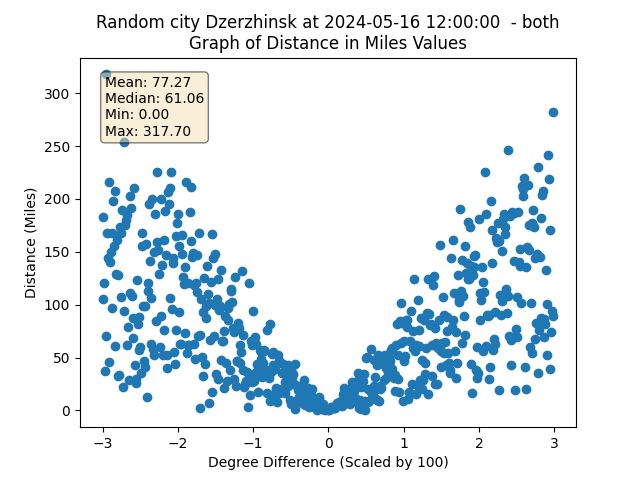 Random city Dzerzhinsk at 2024-05-16 12:00:00  - both
Graph of Distance in Miles Values
Mean: 77.27
Median: 61.06
Min: 0.00
Max: 317.70
Distance (Miles)
300
250
200
150
100
50
0
−3 −2 −1 0 1 2 3
Degree Difference (Scaled by 100)